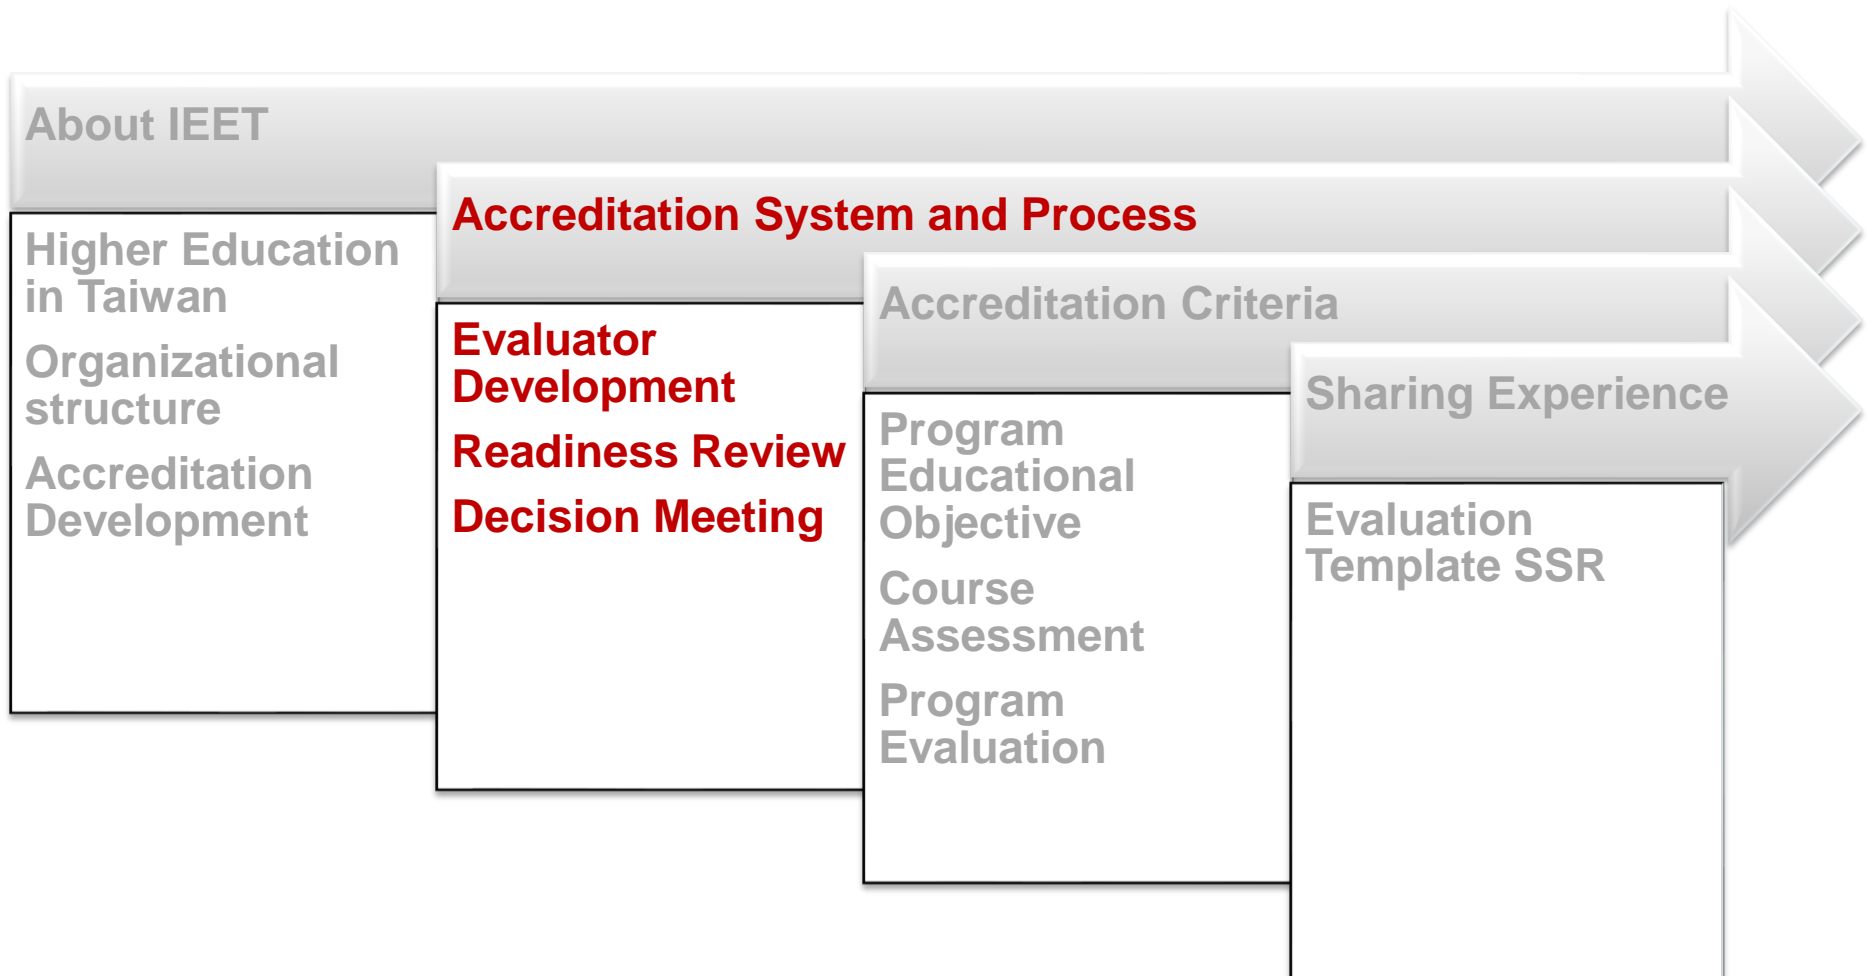 About IEET
Higher Education
in Taiwan
Organizational
structure
Accreditation
Development
Accreditation System and Process
Evaluator
Development
Readiness Review
Decision Meeting
Accreditation Criteria
Program
Educational
Objective
Course
Assessment
Program
Evaluation
Sharing Experience
Evaluation
Template SSR